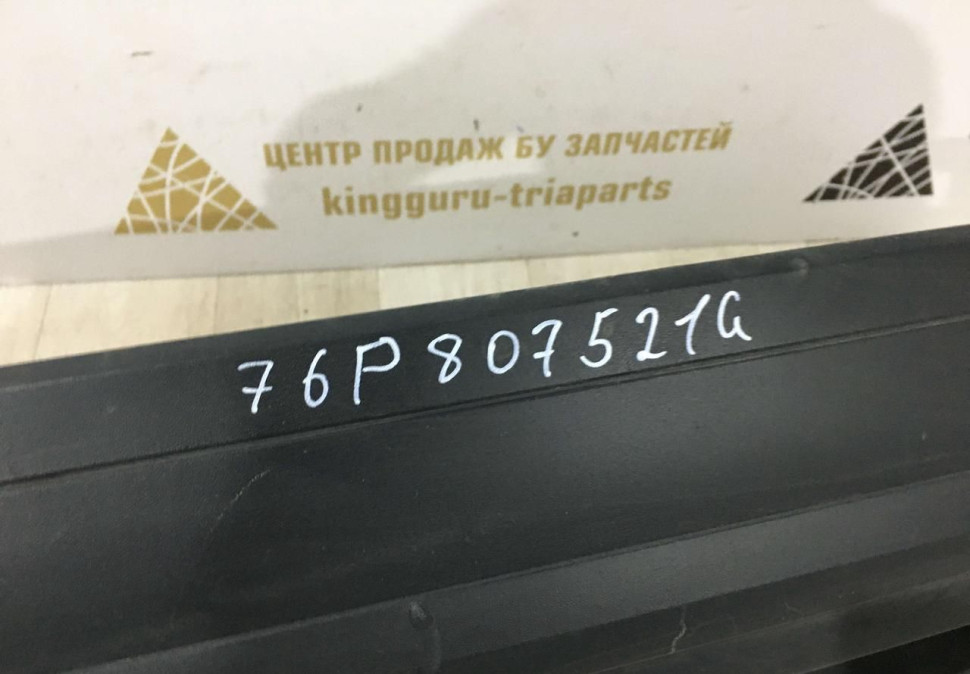 ЦЕНТР ПРОДАЖ БУ ЗАПЧАСТЕЙ
kingguru-triaparts
76P807521G